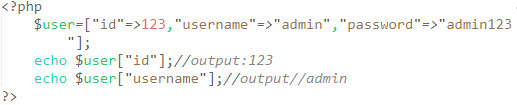 <?php
$user=["id"=>123,"username"=>"admin","password"=>"admin123
"];
echo $user["id"];//output:123
echo $user["username"];//output//admin
?>